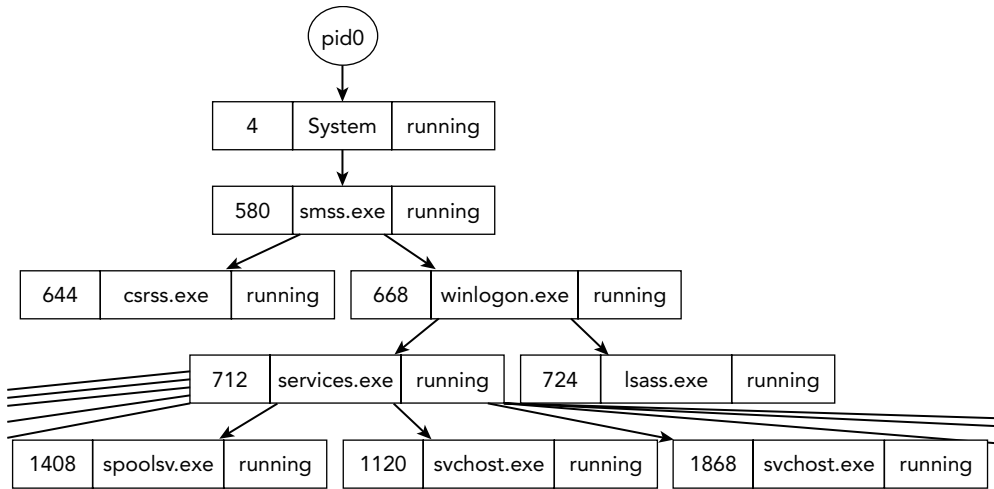 pid0
4 System running
580 smss.exe running
644 csrss.exe running 668 winlogon.exe running
712 services.exe running 724 lsass.exe running
1408 spoolsv.exe running 1120 svchost.exe running 1868 svchost.exe running